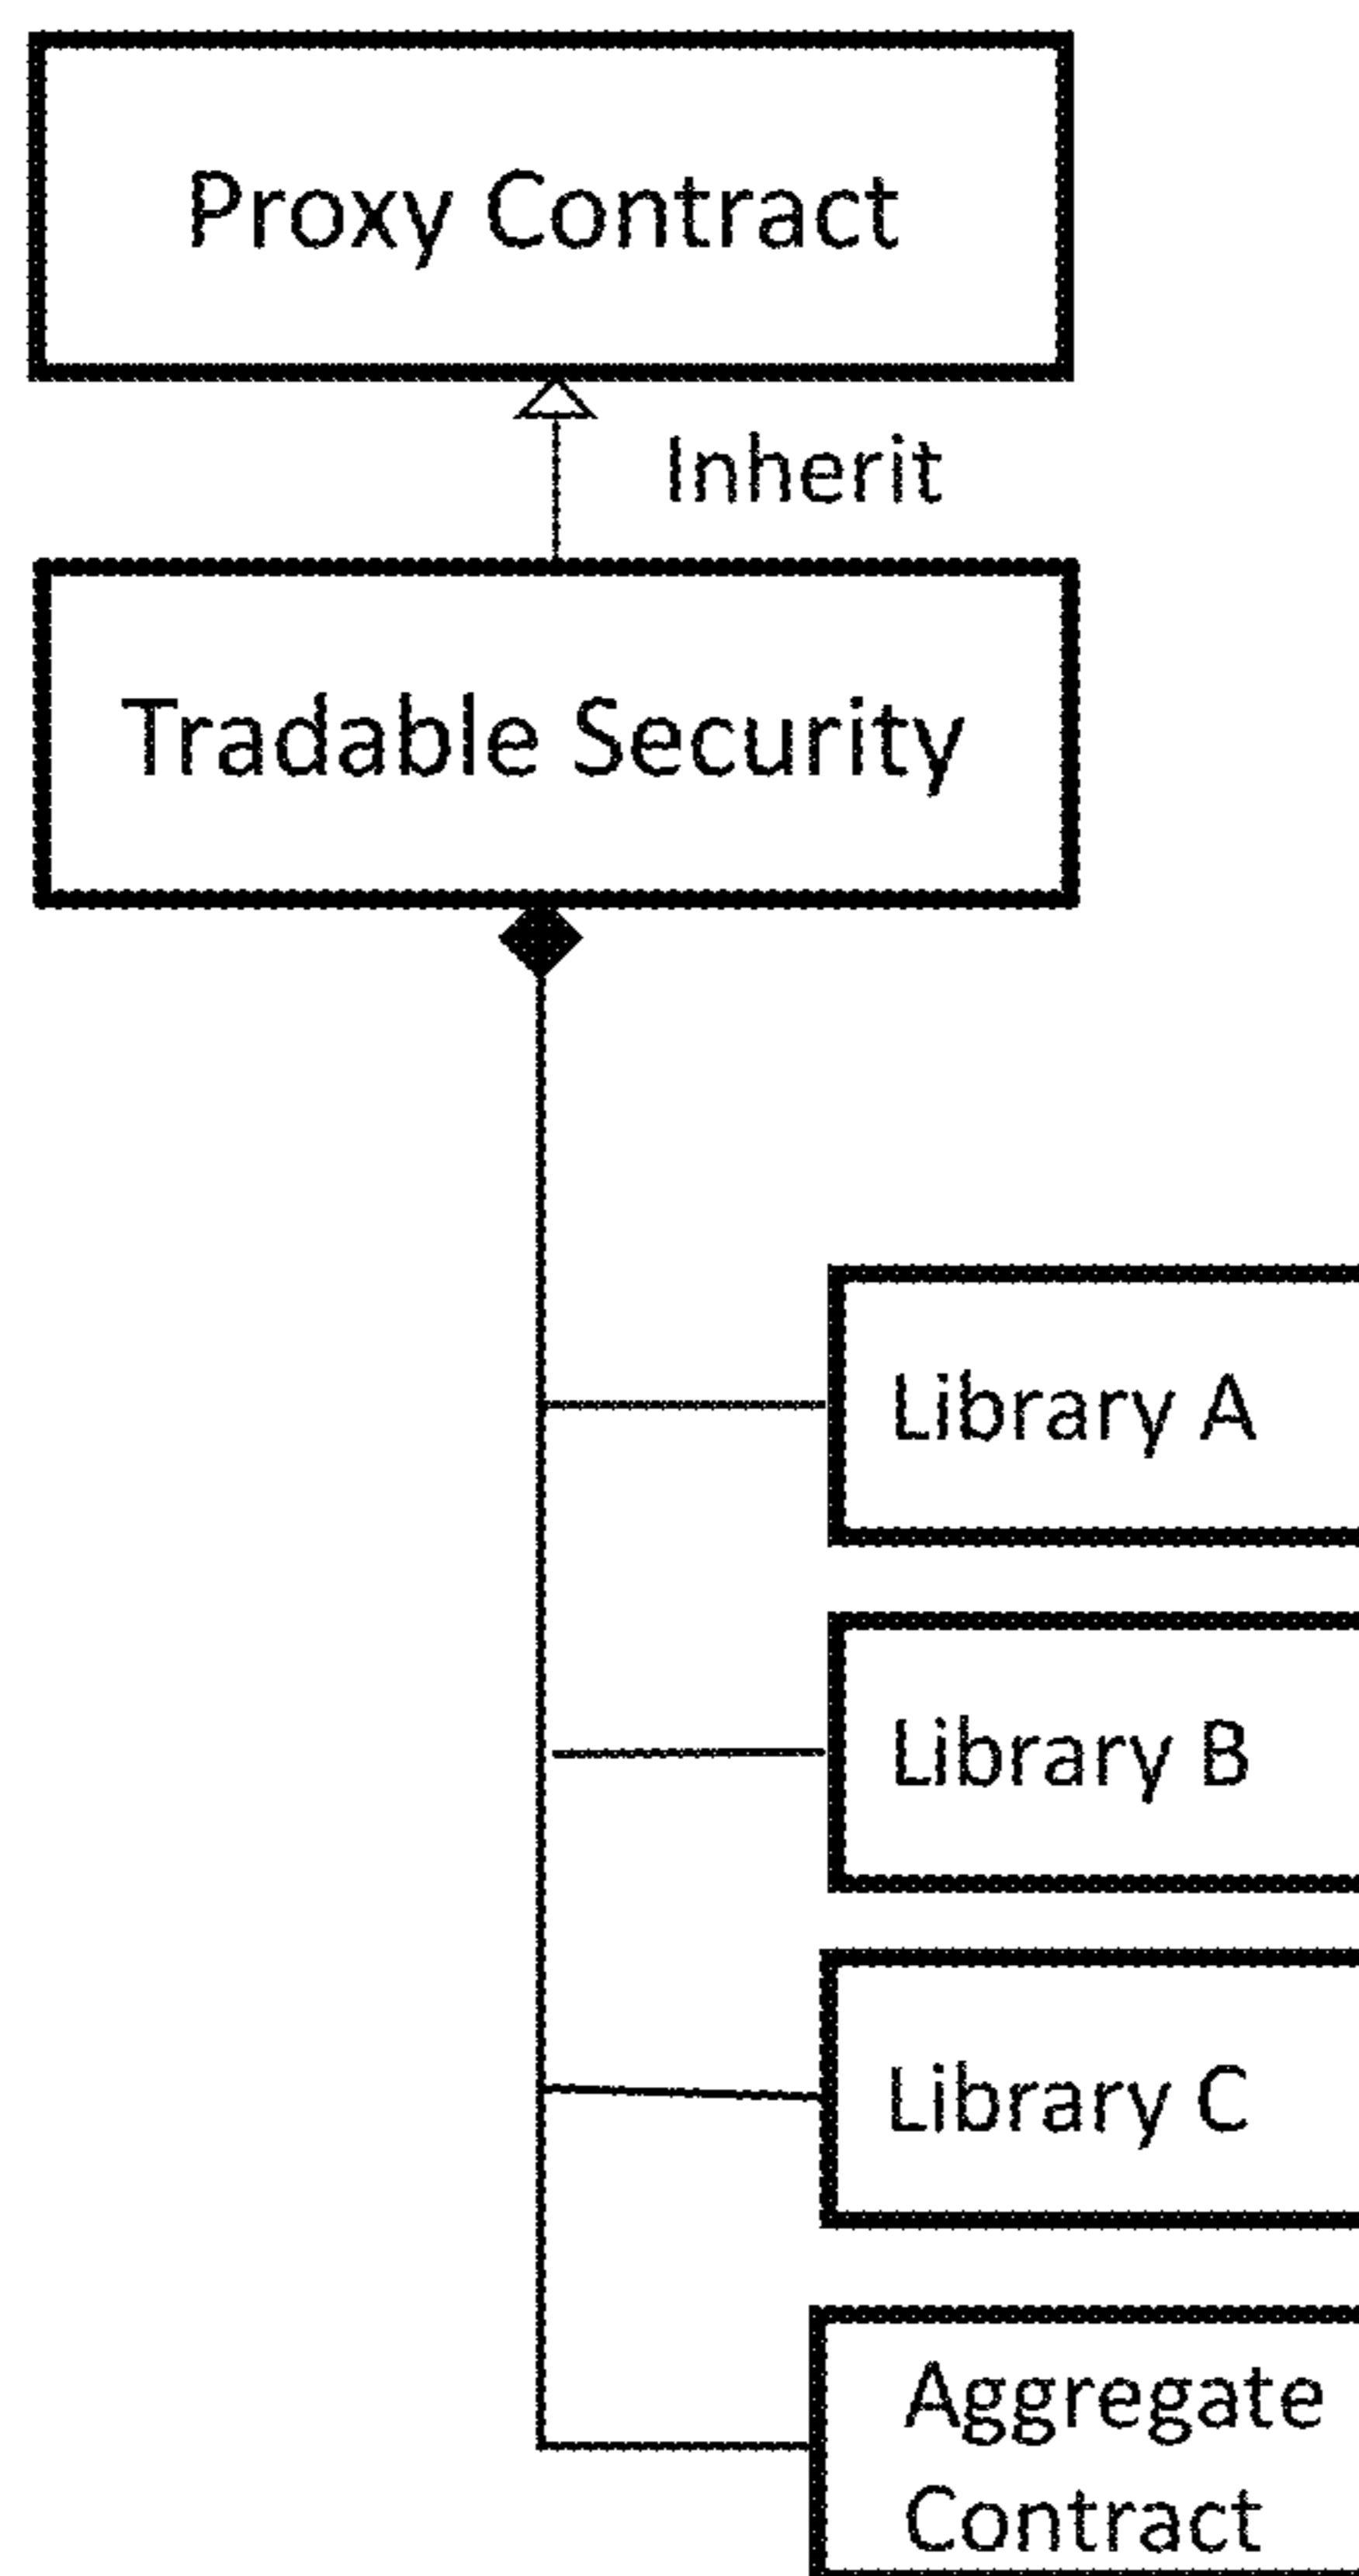 Proxy Contract
Inherit
Tradable Security
Library A
Library B
Library C
Aggregate
Contract